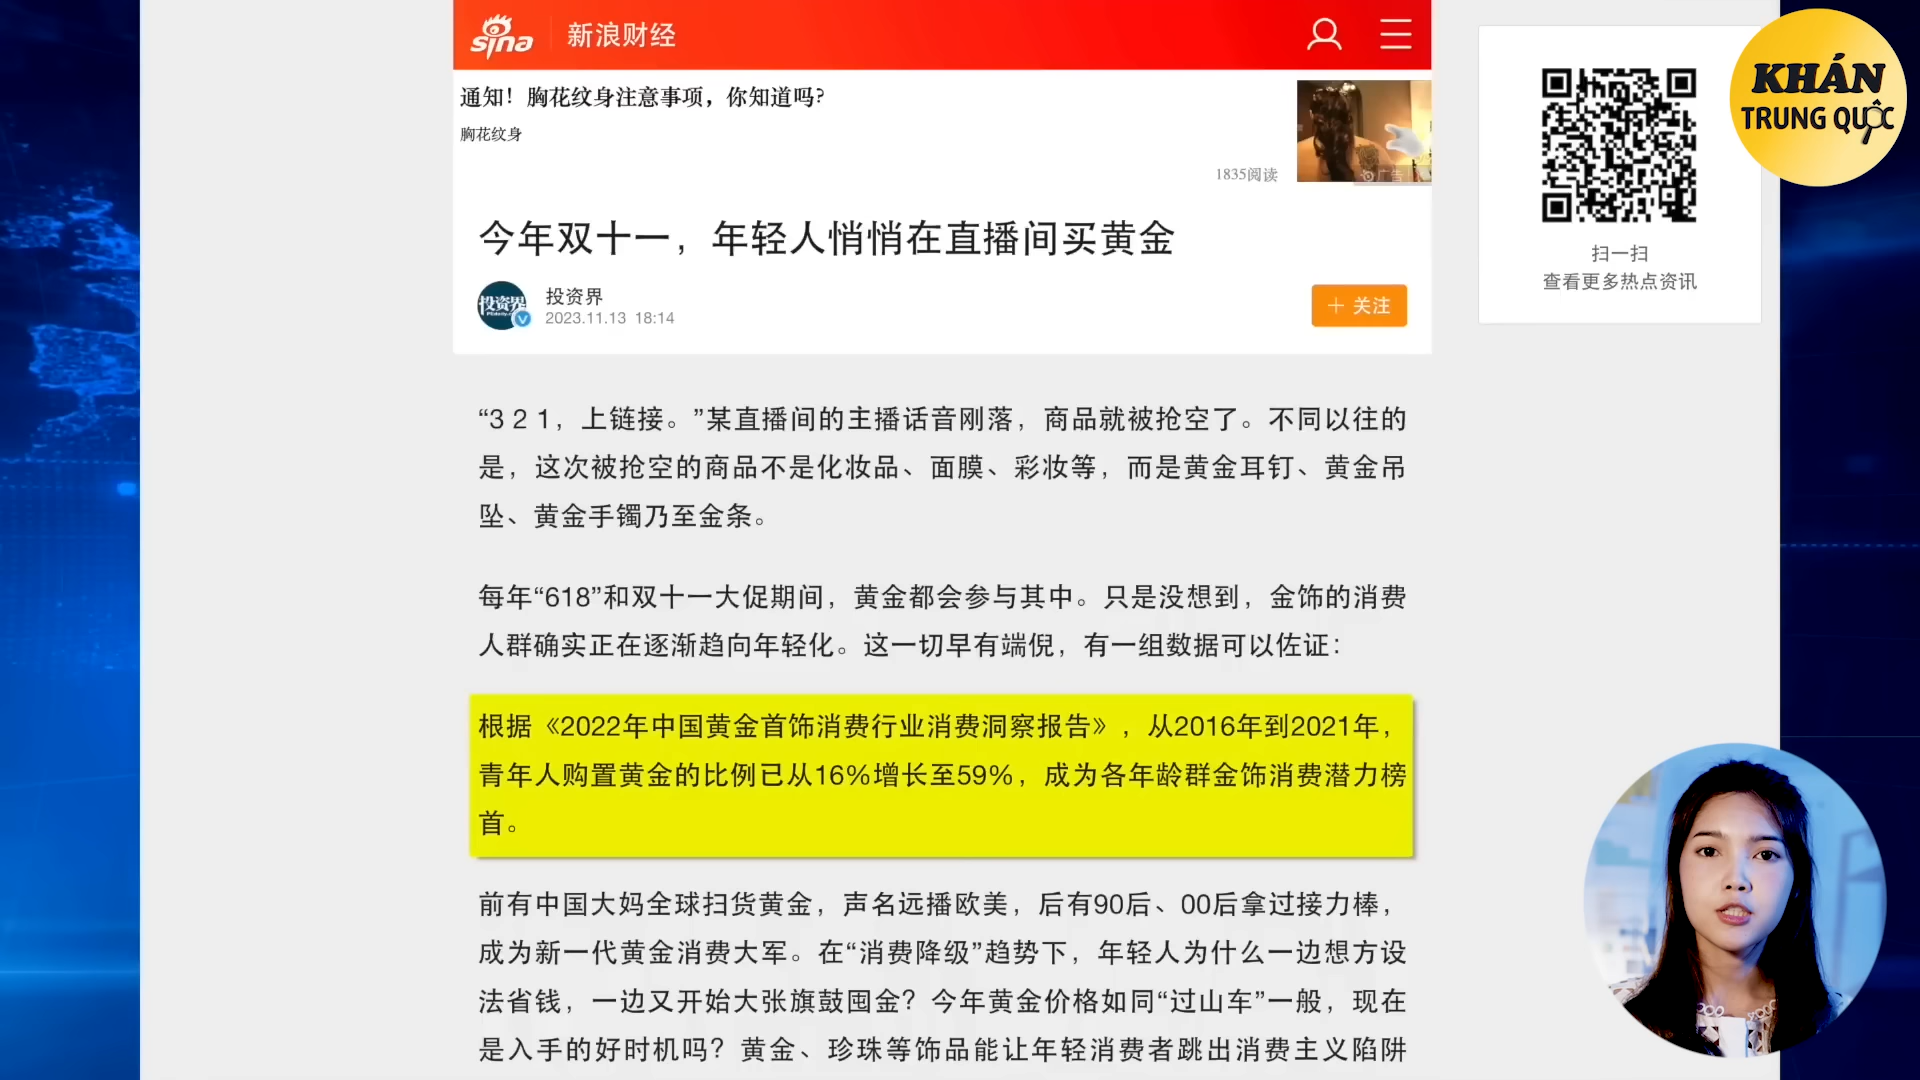 sina
新浪财经
通知！胸花纹身注意事项，你知道吗？
胸花纹身
1835阅读
广告
今年双十一，年轻人悄悄在直播间买黄金
投资界
投资界
2023.11.13 18:14
+ 关注
“3 2 1，上链接。”某直播间的主播话音刚落，商品就被抢空了。不同以往的
是，这次被抢空的商品不是化妆品、面膜、彩妆等，而是黄金耳钉、黄金吊
坠、黄金手镯乃至金条。
每年“618”和双十一大促期间，黄金都会参与其中。只是没想到，金饰的消费
人群确实正在逐渐趋向年轻化。这一切早有端倪，有一组数据可以佐证：
根据《2022年中国黄金首饰消费行业消费洞察报告》，从2016年到2021年，
青年人购置黄金的比例已从16%增长至59%，成为各年龄群金饰消费潜力榜
首。
前有中国大妈全球扫货黄金，声名远播欧美，后有90后、00后拿过接力棒，
成为新一代黄金消费大军。在“消费降级”趋势下，年轻人为什么一边想方设
法省钱，一边又开始大张旗鼓囤金？今年黄金价格如同“过山车”一般，现在
是入手的好时机吗？黄金、珍珠等饰品能让年轻消费者跳出消费主义陷阱
扫一扫
查看更多热点资讯
KHÁN
TRUNG QUỐC